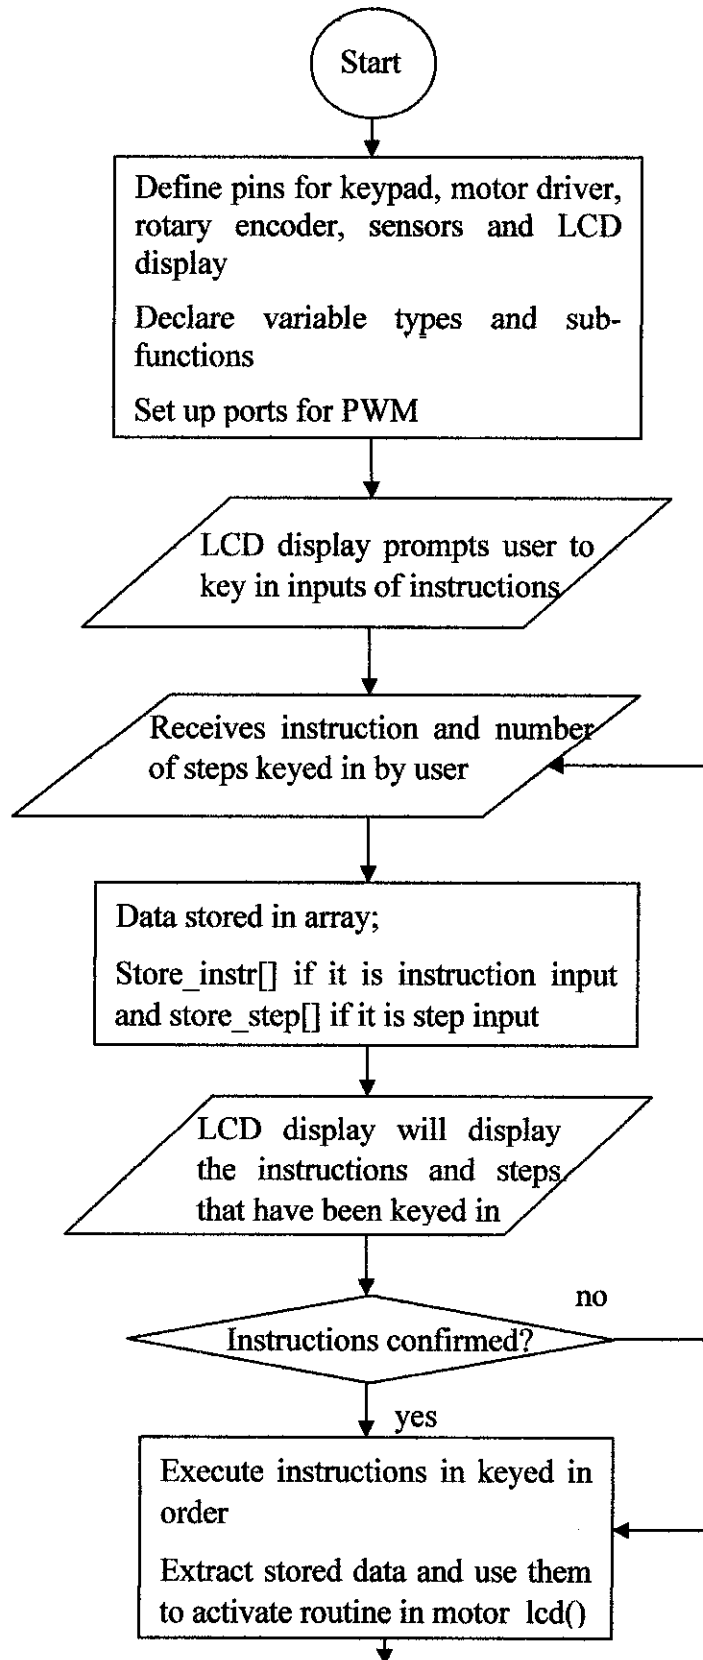 Start
Define pins for keypad, motor driver,
rotary encoder, sensors and LCD
display
Declare variable types and sub-
functions
Set up ports for PWM
LCD display prompts user to
key in inputs of instructions
Receives instruction and number
of steps keyed in by user
Data stored in array;
Store_instr[] if it is instruction input
and store_step[] if it is step input
LCD display will display
the instructions and steps
that have been keyed in
no
Instructions confirmed?
yes
Execute instructions in keyed in
order
Extract stored data and use them
to activate routine in motor lcd()